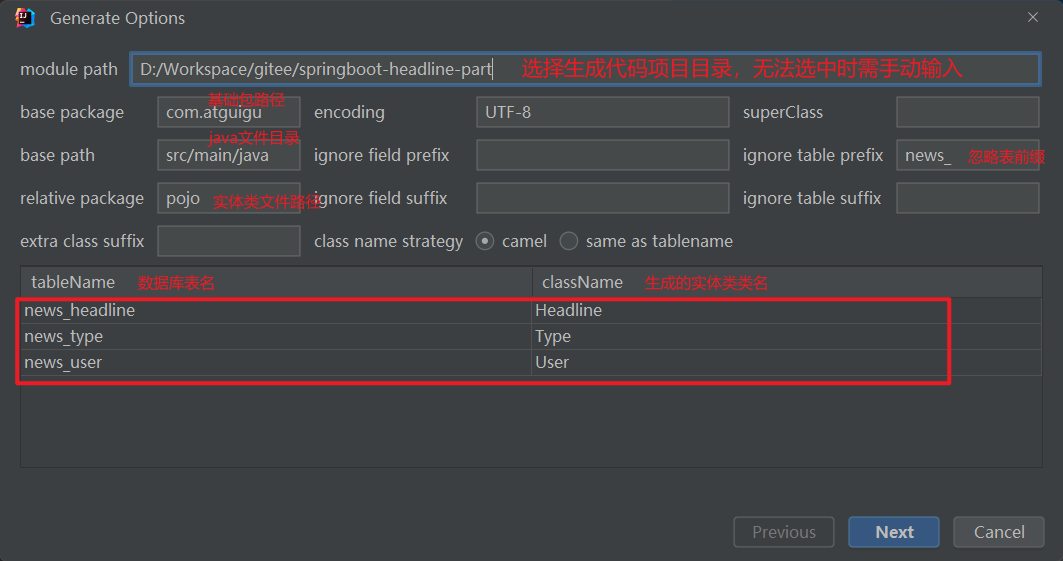 Generate Options
module path D:/Workspace/gitee/springboot-headline-part 选择生成代码项目目录，无法选中时需手动输入
基础包路径
base package com.atguigu encoding UTF-8 superClass
java文件目录
base path src/main/java ignore field prefix ignore table prefix news_ 忽略表前缀
relative package pojo 实体类文件路径 ignore field suffix ignore table suffix
extra class suffix class name strategy camel same as tablename
tableName 数据库表名 className 生成的实体类类名
news_headline Headline
news_type Type
news_user User
Previous Next Cancel